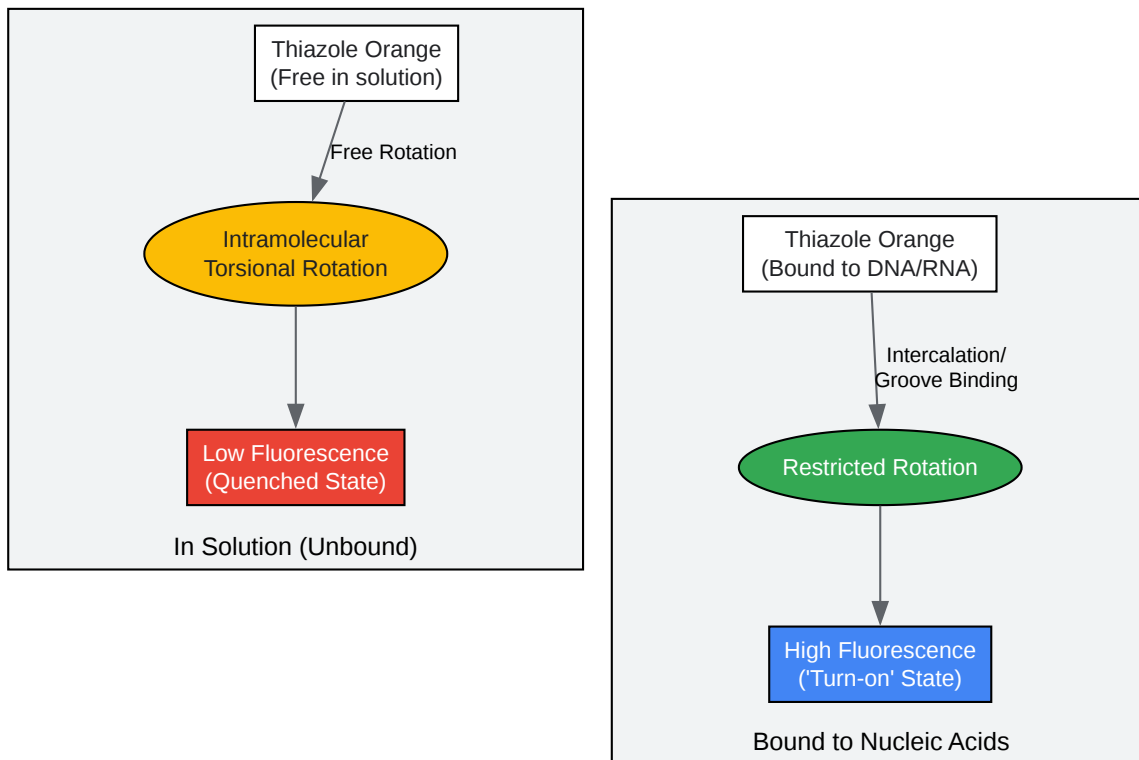 Thiazole Orange
(Free in solution)
Free Rotation
Intramolecular
Torsional Rotation
Low Fluorescence
(Quenched State)
In Solution (Unbound)
Thiazole Orange
(Bound to DNA/RNA)
Intercalation/
Groove Binding
Restricted Rotation
High Fluorescence
('Turn-on' State)
Bound to Nucleic Acids